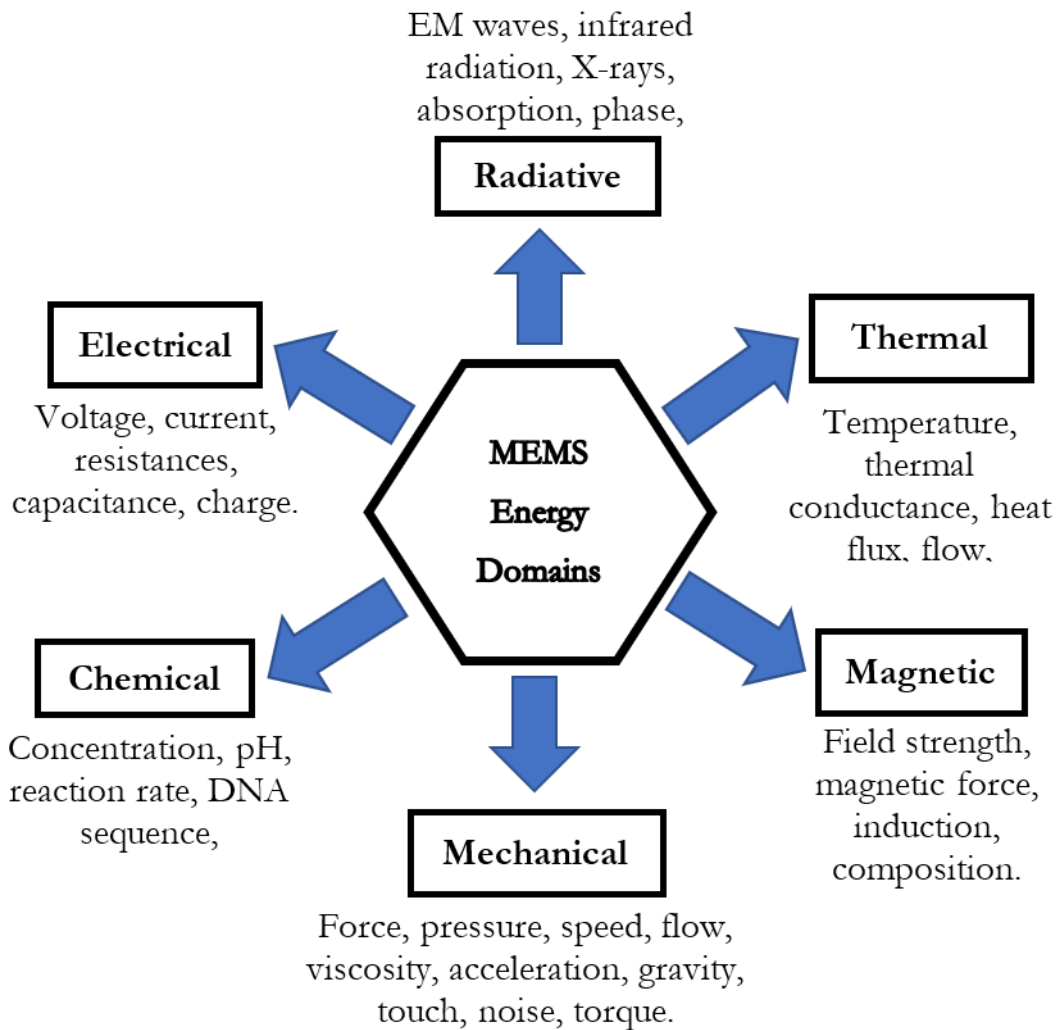 EM waves, infrared
radiation, X-rays,
absorption, phase,
Radiative
Electrical
Voltage, current,
resistances,
capacitance, charge.
Thermal
Temperature,
thermal
conductance, heat
flux, flow,
MEMS
Energy
Domains
Chemical
Concentration, pH,
reaction rate, DNA
sequence,
Magnetic
Field strength,
magnetic force,
induction,
composition.
Mechanical
Force, pressure, speed, flow,
viscosity, acceleration, gravity,
touch, noise, torque.